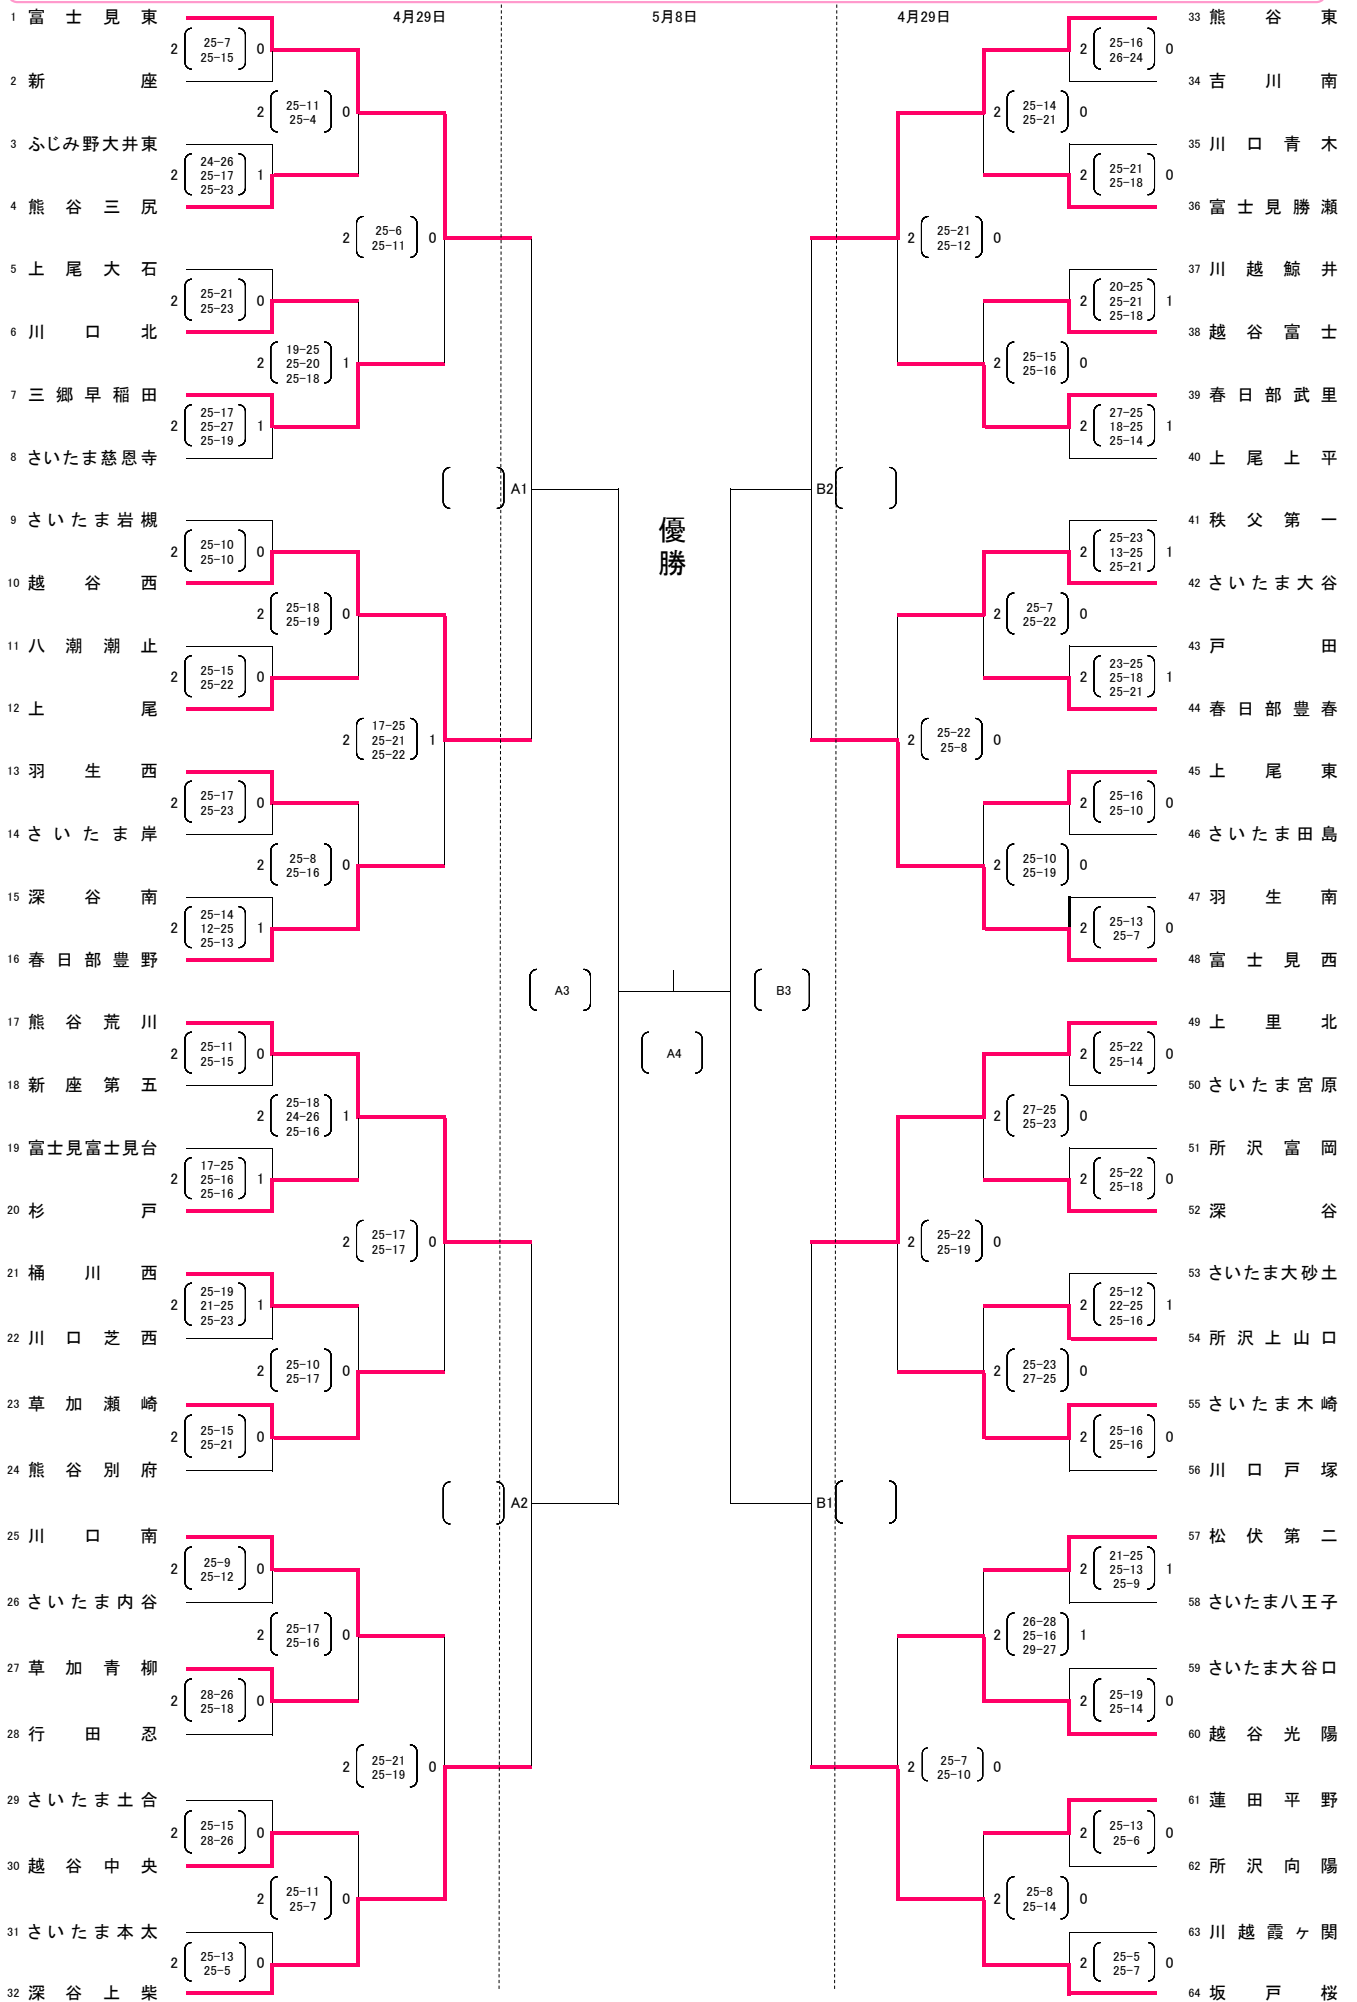 4月29日
5月8日
4月29日
1 富士見東
2 ( 25-7 25-15 ) 0
2 新座
2 ( 25-11 25-4 ) 0
3 ふじみ野大井東
2 ( 24-26 25-17 25-23 ) 1
4 熊谷三尻
2 ( 25-6 25-11 ) 0
5 上尾大石
2 ( 25-21 25-23 ) 0
6 川口北
2 ( 19-25 25-20 25-18 ) 1
7 三郷早稲田
2 ( 25-17 25-27 25-19 ) 1
8 さいたま慈恩寺
A1
9 さいたま岩槻
2 ( 25-10 25-10 ) 0
10 越谷西
2 ( 25-18 25-19 ) 0
11 八潮潮止
2 ( 25-15 25-22 ) 0
12 上尾
2 ( 17-25 25-21 25-22 ) 1
13 羽生西
2 ( 25-17 25-23 ) 0
14 さいたま岸
2 ( 25-8 25-16 ) 0
15 深谷南
2 ( 25-14 12-25 25-13 ) 1
16 春日部豊野
A3
17 熊谷荒川
2 ( 25-11 25-15 ) 0
18 新座第五
2 ( 25-18 24-26 25-16 ) 1
19 富士見富士見台
2 ( 17-25 25-16 25-16 ) 1
20 杉戸
2 ( 25-17 25-17 ) 0
21 桶川西
2 ( 25-19 21-25 25-23 ) 1
22 川口芝西
2 ( 25-10 25-17 ) 0
23 草加瀬崎
2 ( 25-15 25-21 ) 0
24 熊谷別府
A2
25 川口南
2 ( 25-9 25-12 ) 0
26 さいたま内谷
2 ( 25-17 25-16 ) 0
27 草加青柳
2 ( 28-26 25-18 ) 0
28 行田忍
2 ( 25-21 25-19 ) 0
29 さいたま土合
2 ( 25-15 28-26 ) 0
30 越谷中央
2 ( 25-11 25-7 ) 0
31 さいたま本太
2 ( 25-13 25-5 ) 0
32 深谷上柴
優勝
A4
33 熊谷東
2 ( 25-16 26-24 ) 0
34 吉川南
2 ( 25-14 25-21 ) 0
35 川口青木
2 ( 25-21 25-18 ) 0
36 富士見勝瀬
2 ( 25-21 25-12 ) 0
37 川越鯨井
2 ( 20-25 25-21 25-18 ) 1
38 越谷富士
2 ( 25-15 25-16 ) 0
39 春日部武里
2 ( 27-25 18-25 25-14 ) 1
40 上尾上平
B2
41 秩父第一
2 ( 25-23 13-25 25-21 ) 1
42 さいたま大谷
2 ( 25-7 25-22 ) 0
43 戸田
2 ( 23-25 25-18 25-21 ) 1
44 春日部豊春
2 ( 25-22 25-8 ) 0
45 上尾東
2 ( 25-16 25-10 ) 0
46 さいたま田島
2 ( 25-10 25-19 ) 0
47 羽生南
2 ( 25-13 25-7 ) 0
48 富士見西
B3
49 上里北
2 ( 25-22 25-14 ) 0
50 さいたま宮原
2 ( 27-25 25-23 ) 0
51 所沢富岡
2 ( 25-22 25-18 ) 0
52 深谷
2 ( 25-22 25-19 ) 0
53 さいたま大砂土
2 ( 25-12 22-25 25-16 ) 1
54 所沢上山口
2 ( 25-23 27-25 ) 0
55 さいたま木崎
2 ( 25-16 25-16 ) 0
56 川口戸塚
B1
57 松伏第二
2 ( 21-25 25-13 25-9 ) 1
58 さいたま八王子
2 ( 26-28 25-16 29-27 ) 1
59 さいたま大谷口
2 ( 25-19 25-14 ) 0
60 越谷光陽
2 ( 25-7 25-10 ) 0
61 蓮田平野
2 ( 25-13 25-6 ) 0
62 所沢向陽
2 ( 25-8 25-14 ) 0
63 川越霞ヶ関
2 ( 25-5 25-7 ) 0
64 坂戸桜